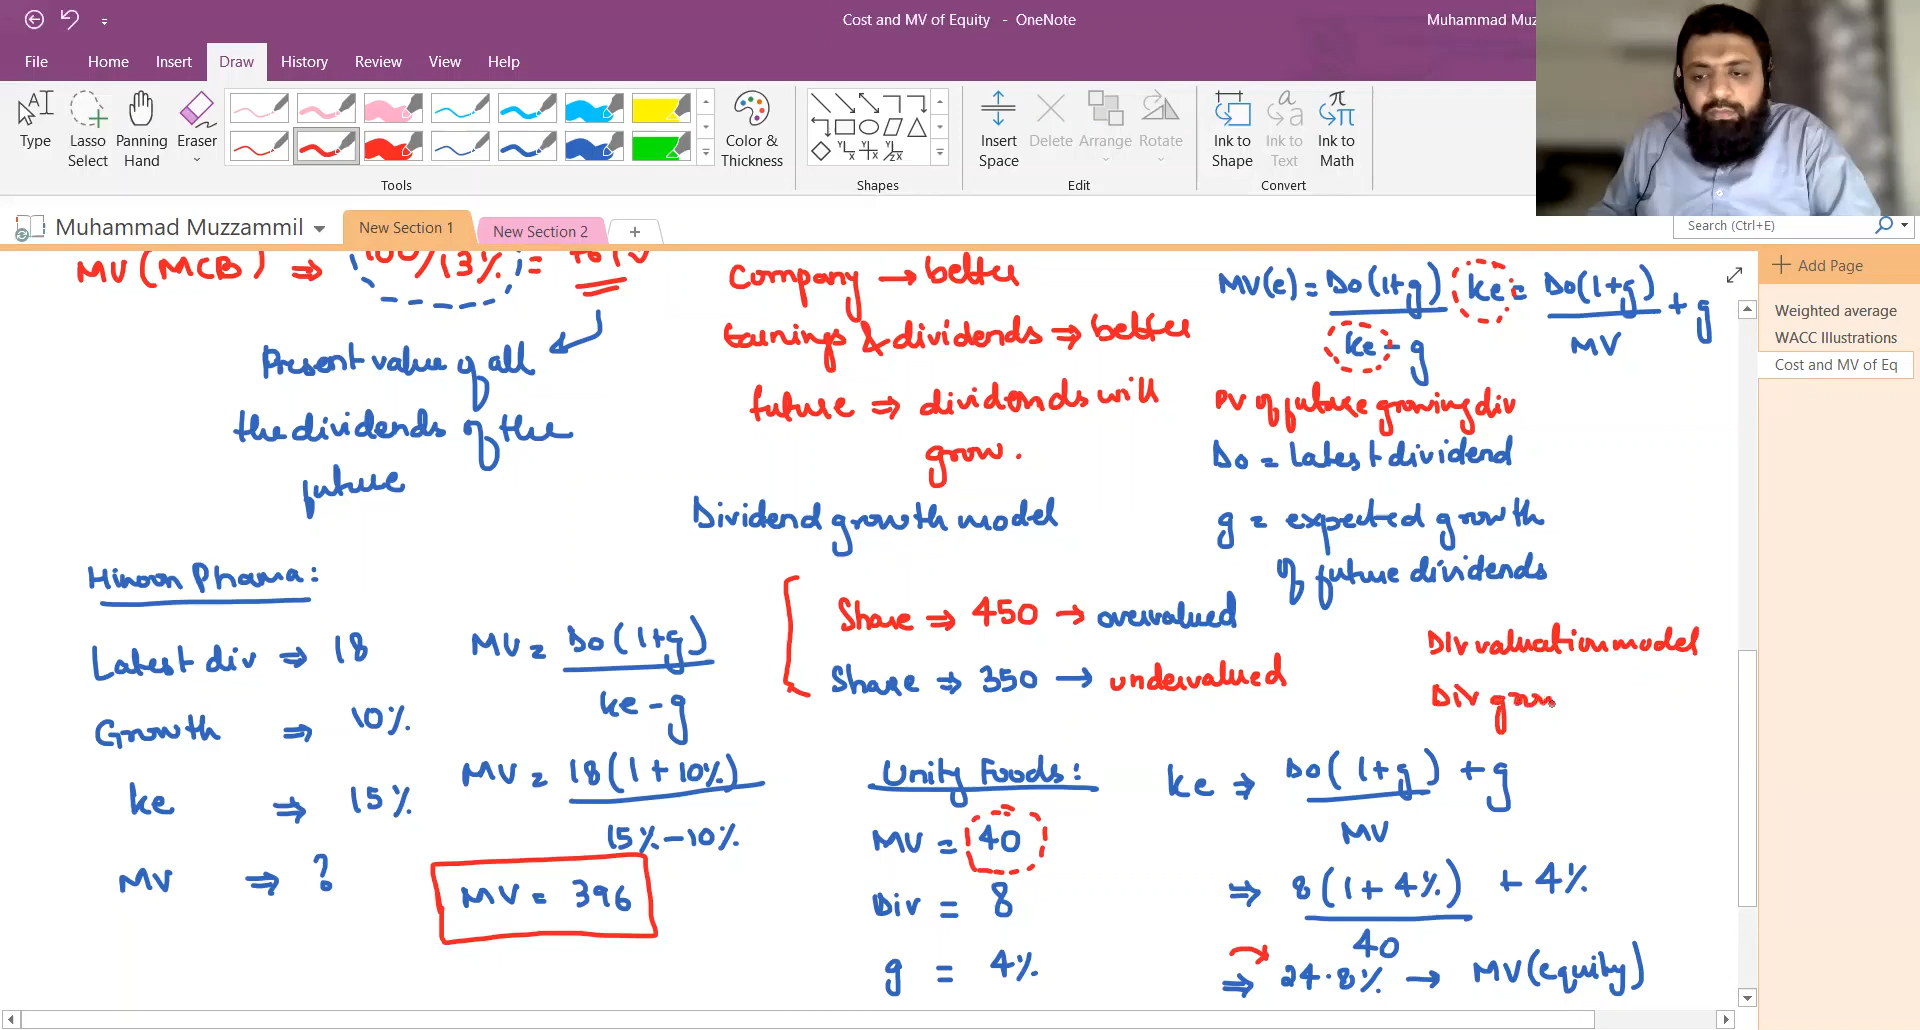 Cost and MV of Equity - OneNote
Muhammad Muz
File Home Insert Draw History Review View Help
Type
Lasso Select
Panning Hand
Eraser
Color & Thickness
Insert Space
Delete
Arrange
Rotate
Ink to Shape
Ink to Text
Ink to Math
Tools
Shapes
Edit
Convert
Muhammad Muzzammil
New Section 1
New Section 2
Search (Ctrl+E)
Add Page
Weighted average
WACC Illustrations
Cost and MV of Eq
MV (MCB) ⇒ 100/13% =
Present value of all
the dividends of the
future
Company → better
Earnings & dividends ⇒ better
future ⇒ dividends will
grow.
Dividend growth model
MV(e) = Do(1+g)
ke - g
ke = Do(1+g) + g
MV
PV of future growing div
Do = Latest dividend
g = expected growth
of future dividends
Hinoon Pharma:
Latest div ⇒ 18
Growth ⇒ 10%
ke ⇒ 15%
MV ⇒ ?
MV = Do(1+g)
ke - g
MV = 18(1+10%)
15% - 10%
MV = 396
Share ⇒ 450 → overvalued
Share ⇒ 350 → undervalued
Div valuation model
Div grow
Unity Foods:
MV = 40
Div = 8
g = 4%
ke ⇒ Do(1+g) + g
MV
⇒ 8(1+4%) + 4%
40
⇒ 24.8% → MV(equity)